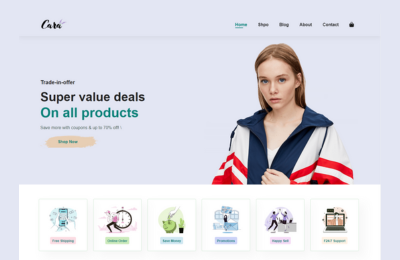 Cara
Home Shps Blog About Contact
Trade-in-offer
Super value deals
On all products
Save more with coupons & up to 70% off !
Shop Now
Free Shipping Online Order Save Money Promotions Happy Sell F24/7 Support